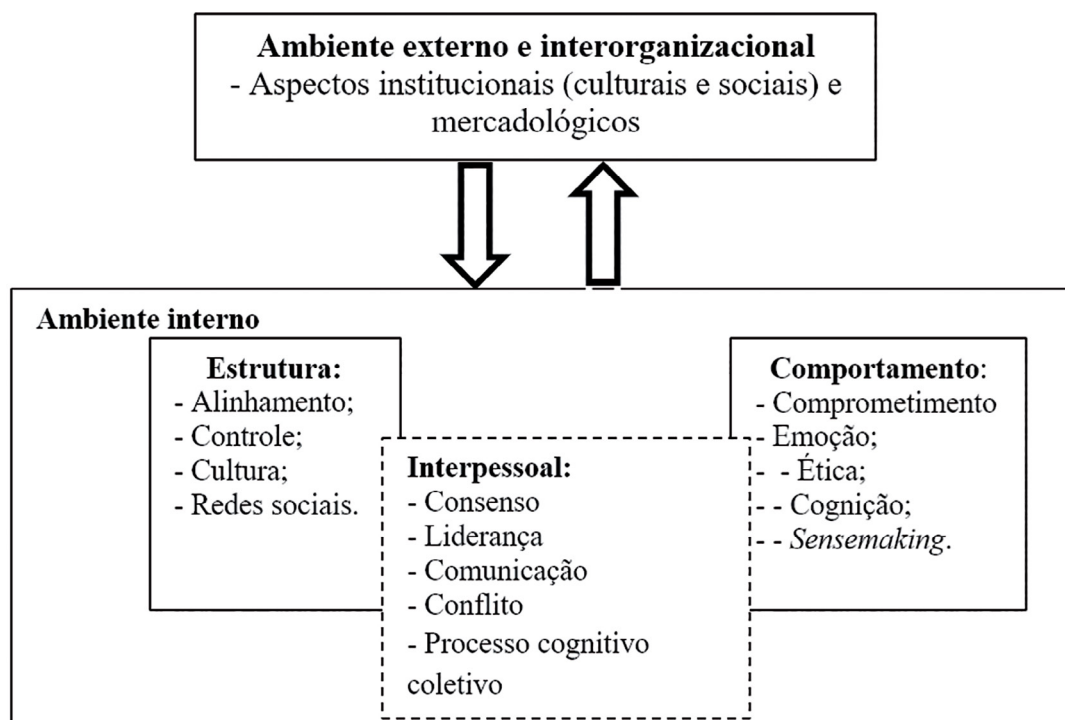 Ambiente externo e interorganizacional
- Aspectos institucionais (culturais e sociais) e
mercadológicos
Ambiente interno
Estrutura:
- Alinhamento;
- Controle;
- Cultura;
- Redes sociais.
Interpessoal:
- Consenso
- Liderança
- Comunicação
- Conflito
- Processo cognitivo
coletivo
Comportamento:
- Comprometimento
- Emoção;
- - Ética;
- - Cognição;
- - Sensemaking.